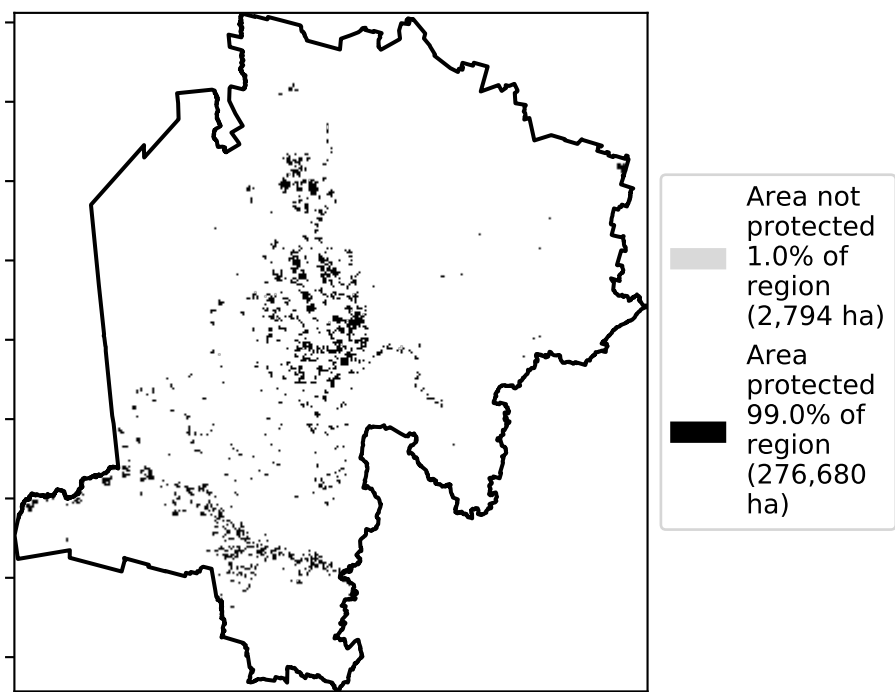 Area not
protected
1.0% of
region
(2,794 ha)
Area
protected
99.0% of
region
(276,680
ha)